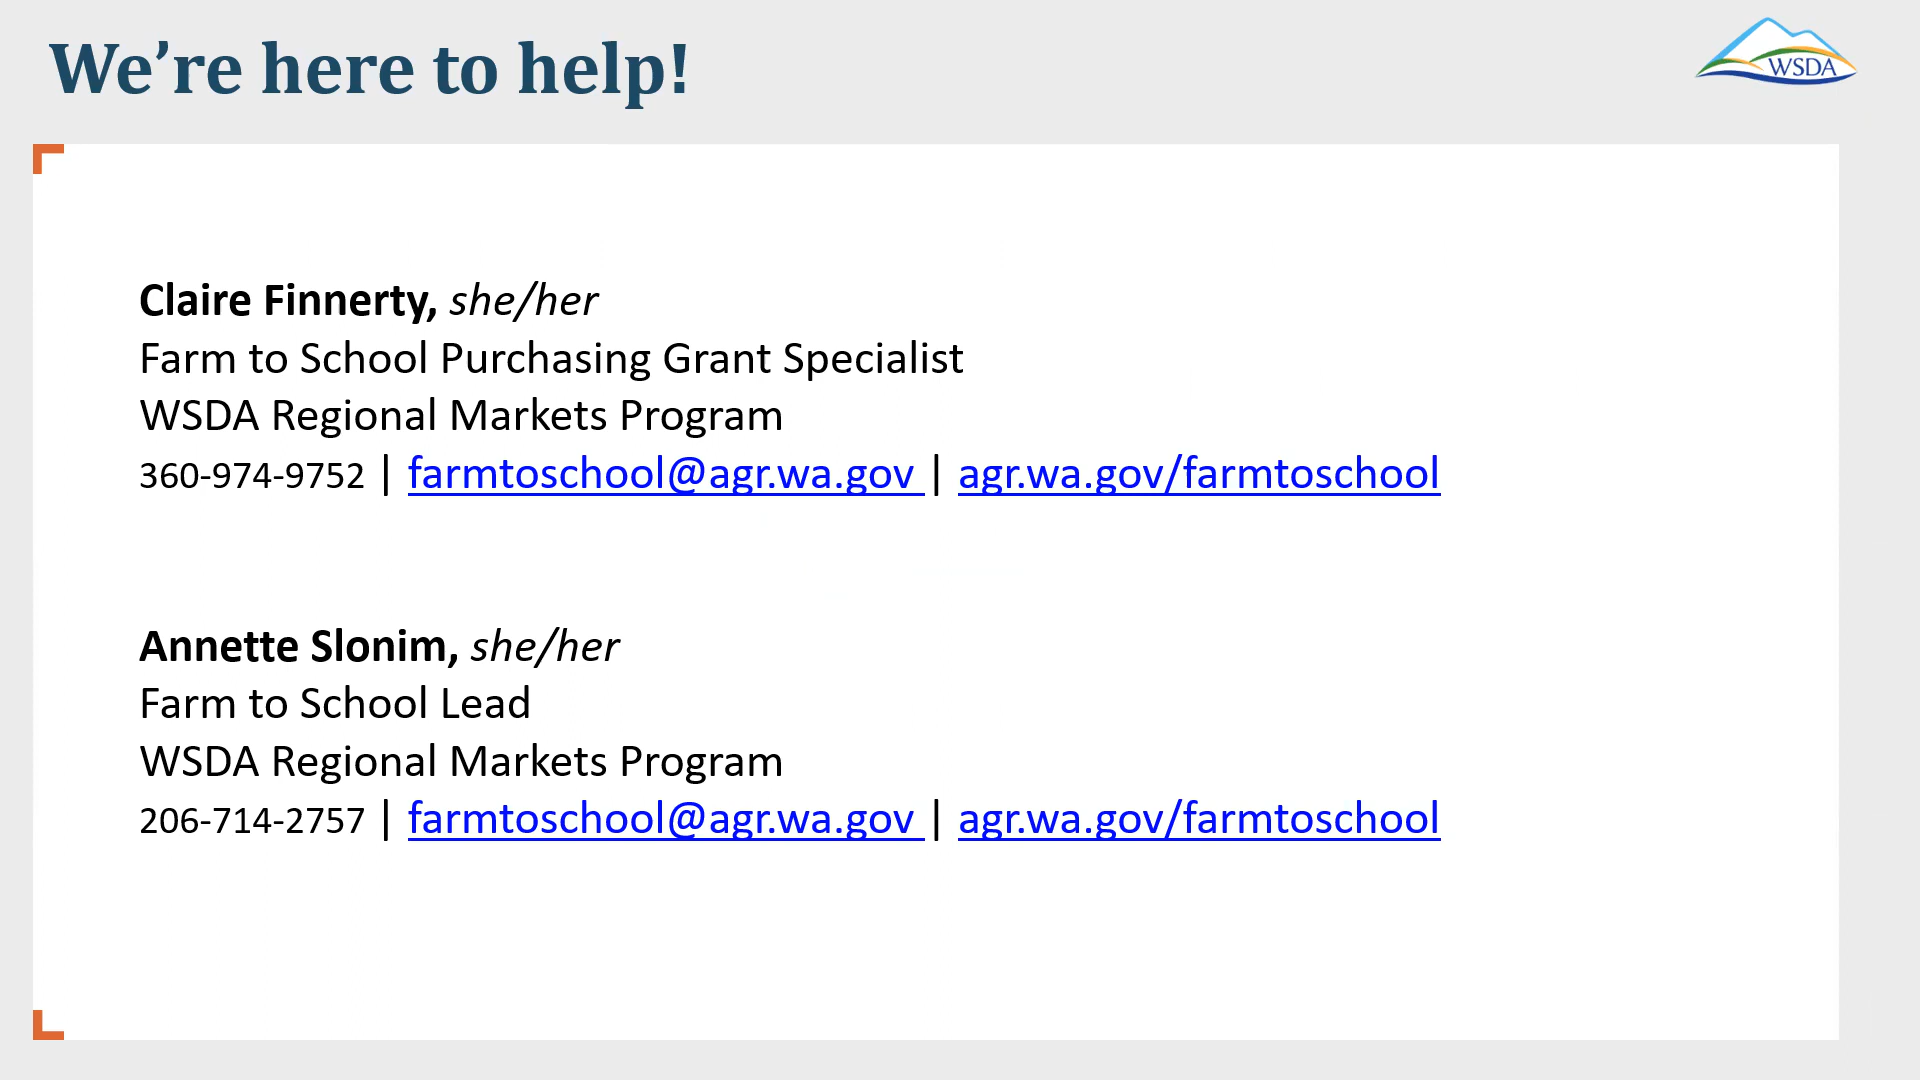 We’re here to help!
WSDA
Claire Finnerty, she/her
Farm to School Purchasing Grant Specialist
WSDA Regional Markets Program
360-974-9752 | farmtoschool@agr.wa.gov | agr.wa.gov/farmtoschool
Annette Slonim, she/her
Farm to School Lead
WSDA Regional Markets Program
206-714-2757 | farmtoschool@agr.wa.gov | agr.wa.gov/farmtoschool